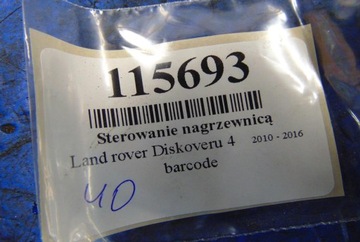 115693
Sterowanie nagrzewnicą
Land rover Diskoveru 4 2010 - 2016
barcode
40